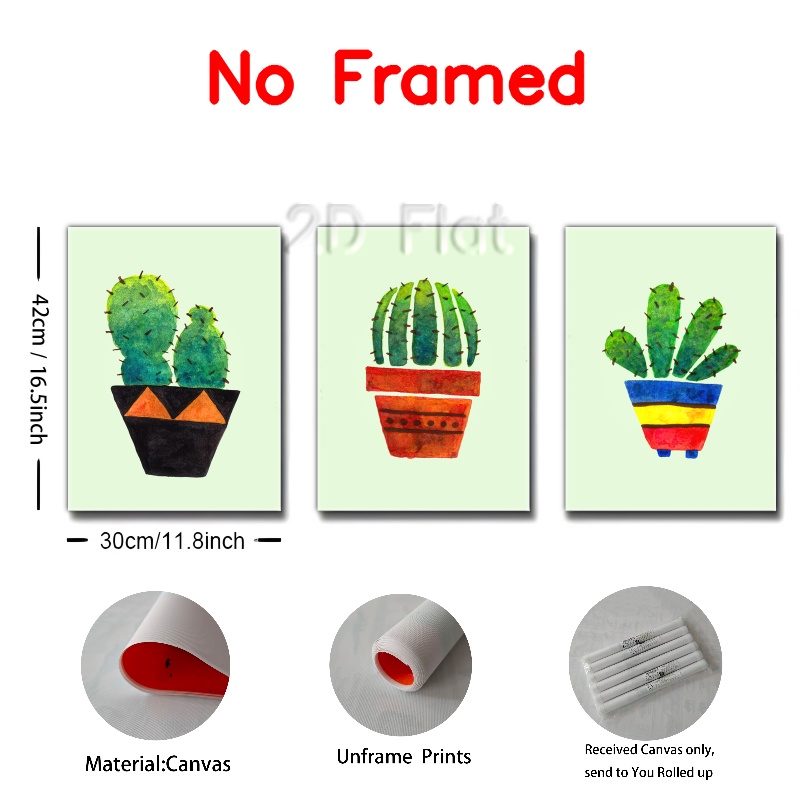 No Framed
2D Flat
42cm / 16.5inch
30cm/11.8inch
Material:Canvas
Unframe Prints
Received Canvas only,
send to You Rolled up